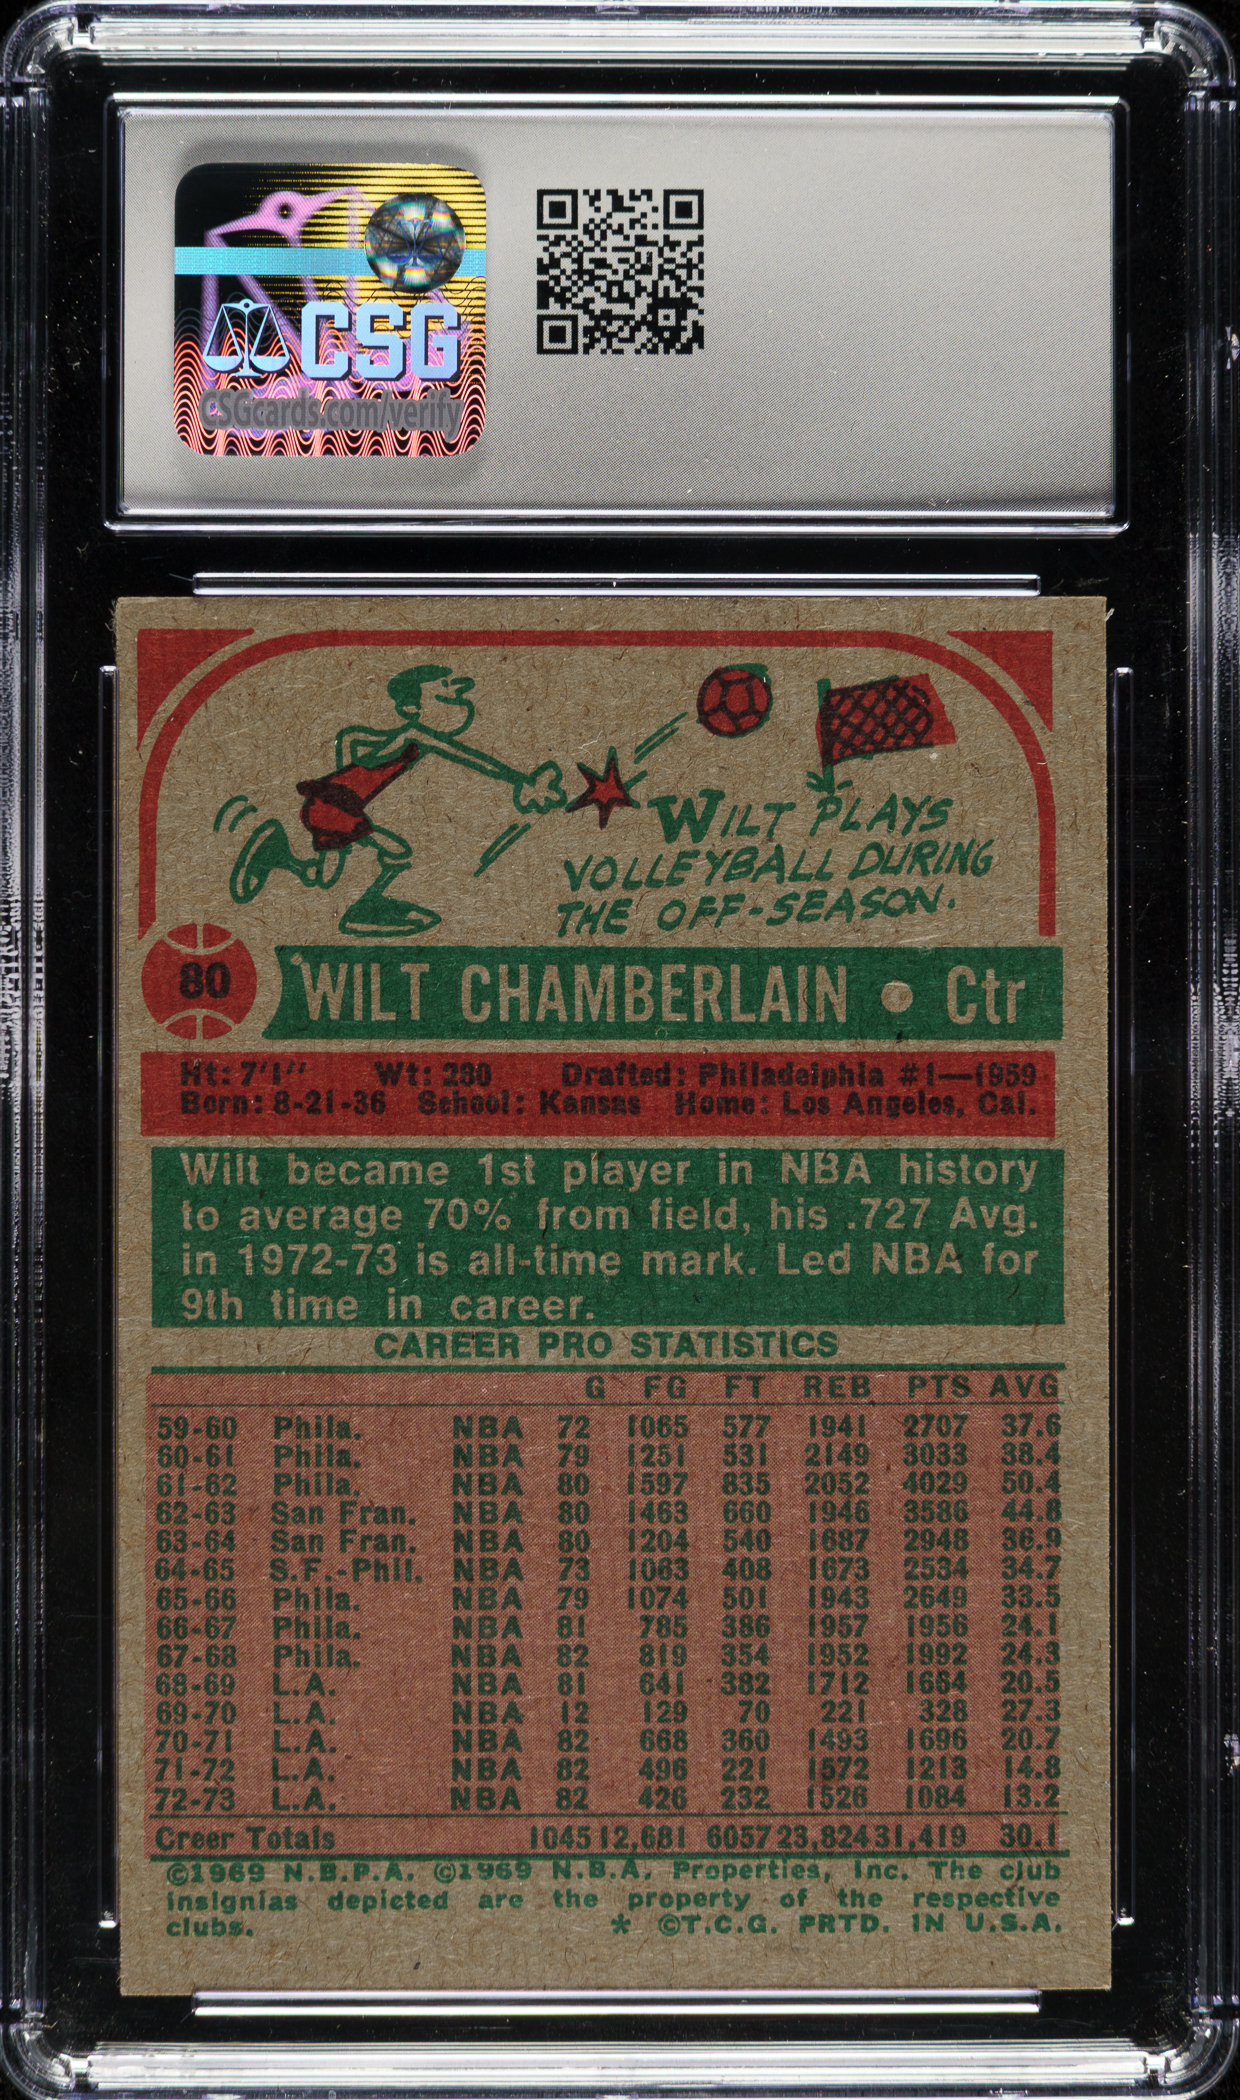 CSG
CSGcards.com/verify
WILT PLAYS
VOLLEYBALL DURING
THE OFF-SEASON.
80
WILT CHAMBERLAIN • Ctr
Ht: 7'1" Wt: 280 Drafted: Philadelphia #1—1959
Born: 8-21-36 School: Kansas Home: Los Angeles, Cal.
Wilt became 1st player in NBA history
to average 70% from field, his .727 Avg.
in 1972-73 is all-time mark. Led NBA for
9th time in career.
CAREER PRO STATISTICS
G FG FT REB PTS AVG
59-60 Phila. NBA 72 1065 577 1941 2707 37.6
60-61 Phila. NBA 79 1251 531 2149 3033 38.4
61-62 Phila. NBA 80 1597 835 2052 4029 50.4
62-63 San Fran. NBA 80 1463 660 1946 3586 44.8
63-64 San Fran. NBA 80 1204 540 1687 2948 36.9
64-65 S.F.-Phil. NBA 73 1063 408 1673 2534 34.7
65-66 Phila. NBA 79 1074 501 1943 2649 33.5
66-67 Phila. NBA 81 785 386 1957 1956 24.1
67-68 Phila. NBA 82 819 354 1952 1992 24.3
68-69 L.A. NBA 81 641 382 1712 1664 20.5
69-70 L.A. NBA 12 129 70 221 328 27.3
70-71 L.A. NBA 82 668 360 1493 1696 20.7
71-72 L.A. NBA 82 496 221 1572 1213 14.8
72-73 L.A. NBA 82 426 232 1526 1084 13.2
Creer Totals 1045 12,681 6057 23,824 31,419 30.1
©1969 N.B.P.A. ©1969 N.B.A. Properties, Inc. The club
insignias depicted are the property of the respective
clubs. * ©T.C.G. PRTD. IN U.S.A.